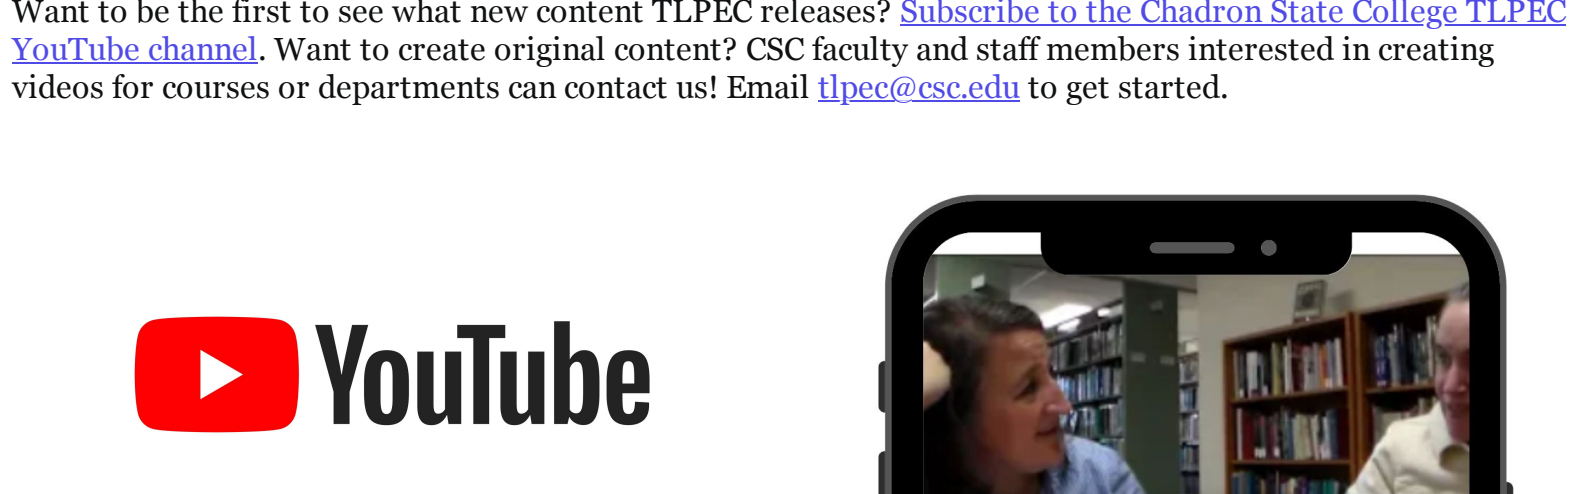 Want to be the first to see what new content TLPEC releases? Subscribe to the Chadron State College TLPEC
YouTube channel. Want to create original content? CSC faculty and staff members interested in creating
videos for courses or departments can contact us! Email tlpec@csc.edu to get started.
YouTube